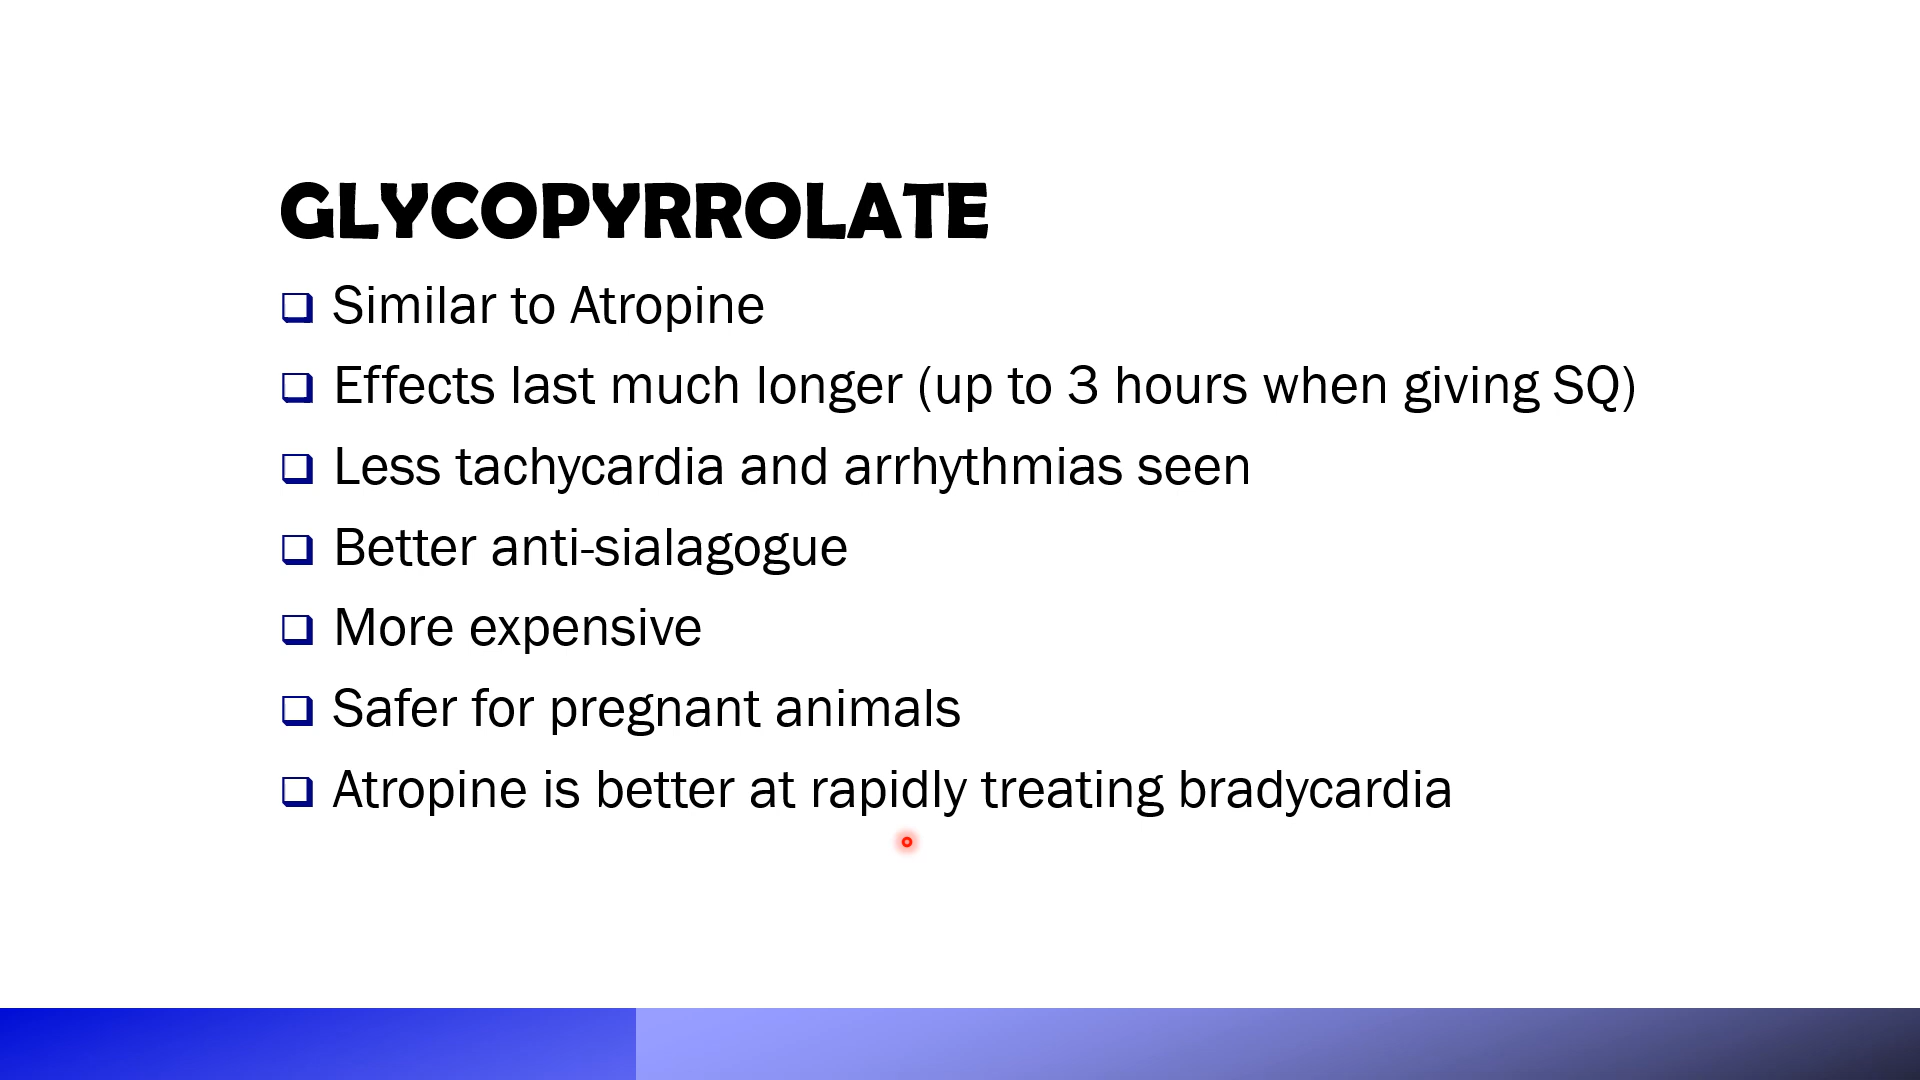 GLYCOPYRROLATE
Similar to Atropine
Effects last much longer (up to 3 hours when giving SQ)
Less tachycardia and arrhythmias seen
Better anti-sialagogue
More expensive
Safer for pregnant animals
Atropine is better at rapidly treating bradycardia